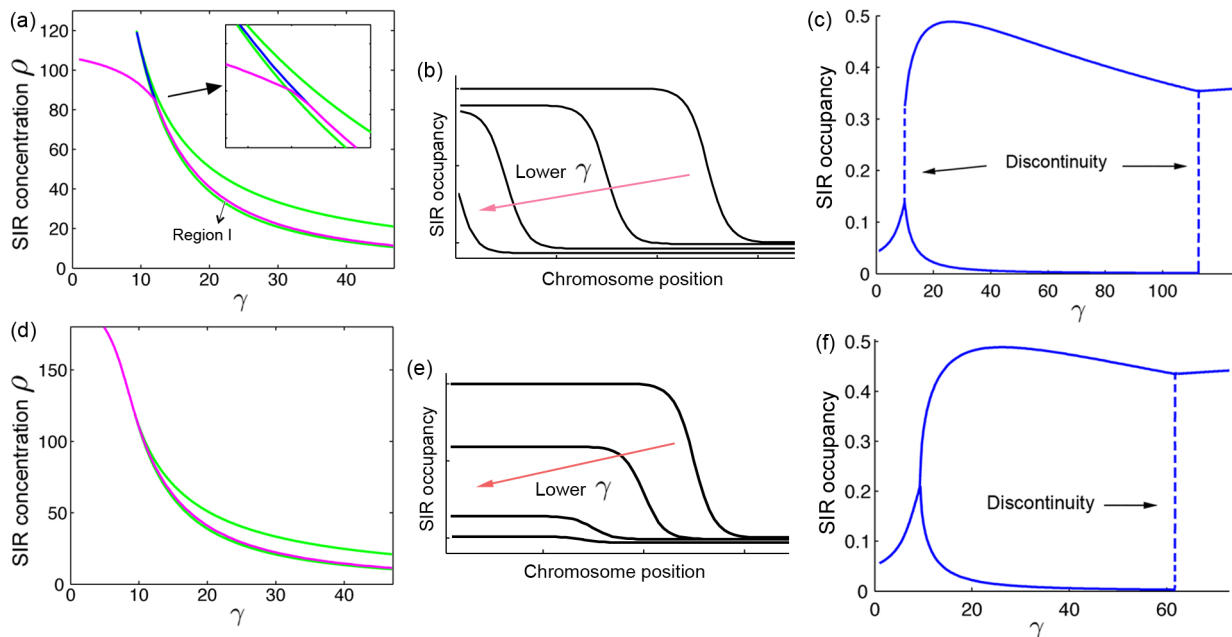 (a)
SIR concentration ρ
120
100
80
60
40
20
0
0
10
20
30
40
γ
Region I
(b)
SIR occupancy
Lower γ
Chromosome position
(c)
SIR occupancy
0.5
0.4
0.3
0.2
0.1
0
0
20
40
60
80
100
γ
Discontinuity
(d)
SIR concentration ρ
150
100
50
0
0
10
20
30
40
γ
(e)
SIR occupancy
Lower γ
Chromosome position
(f)
SIR occupancy
0.5
0.4
0.3
0.2
0.1
0
0
20
40
60
γ
Discontinuity